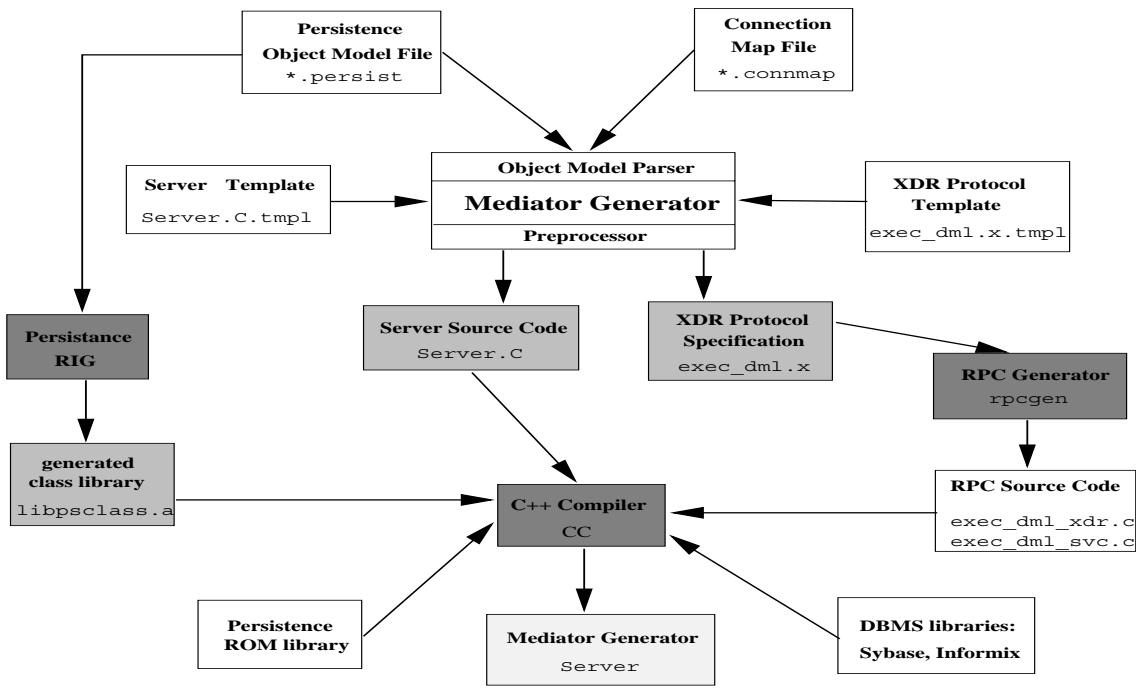 Persistence
Object Model File
*.persist
Connection
Map File
*.connmap
Server Template
Server.C.tmpl
Object Model Parser
Mediator Generator
Preprocessor
XDR Protocol
Template
exec_dml.x.tmpl
Persistance
RIG
Server Source Code
Server.C
XDR Protocol
Specification
exec_dml.x
RPC Generator
rpcgen
generated
class library
libpsclass.a
C++ Compiler
CC
RPC Source Code
exec_dml_xdr.c
exec_dml_svc.c
Persistence
ROM library
Mediator Generator
Server
DBMS libraries:
Sybase, Informix